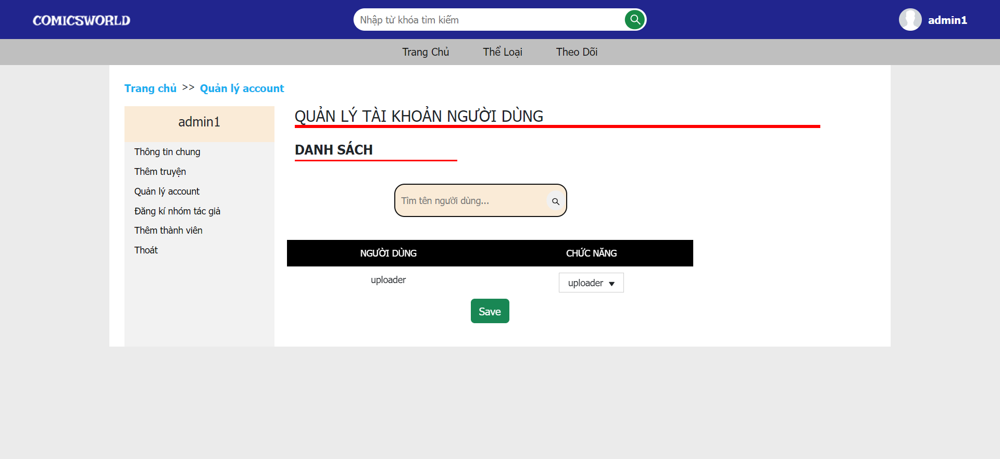 COMICSWORLD
Nhập từ khóa tìm kiếm
admin1
Trang Chủ
Thể Loại
Theo Dõi
Trang chủ >> Quản lý account
admin1
Thông tin chung
Thêm truyện
Quản lý account
Đăng kí nhóm tác giả
Thêm thành viên
Thoát
QUẢN LÝ TÀI KHOẢN NGƯỜI DÙNG
DANH SÁCH
Tìm tên người dùng...
NGƯỜI DÙNG
CHỨC NĂNG
uploader
uploader
Save